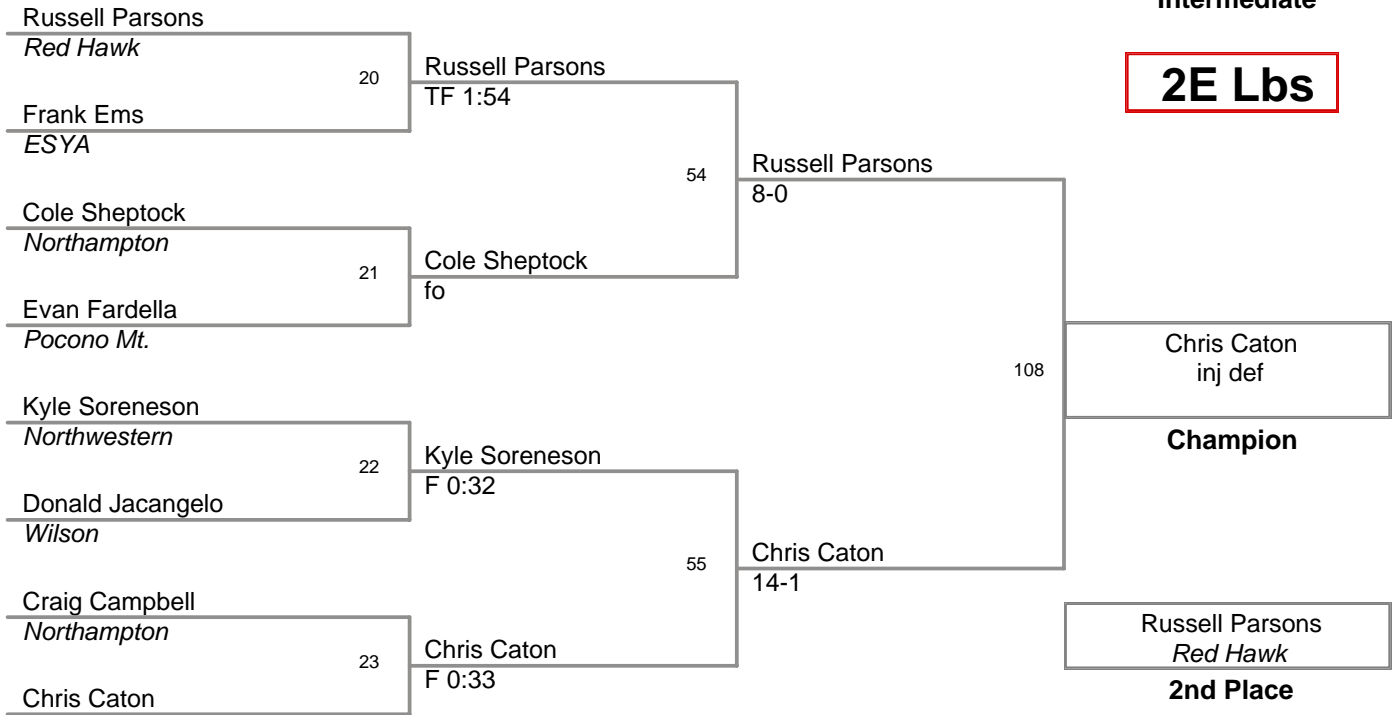 Intermediate
2E Lbs
Russell Parsons
Red Hawk
20
Frank Ems
ESYA
Russell Parsons
TF 1:54
Cole Sheptock
Northampton
21
Evan Fardella
Pocono Mt.
Cole Sheptock
fo
54
Russell Parsons
8-0
Kyle Soreneson
Northwestern
22
Donald Jacangelo
Wilson
Kyle Soreneson
F 0:32
Craig Campbell
Northampton
23
Chris Caton
Chris Caton
F 0:33
55
Chris Caton
14-1
108
Chris Caton
inj def
Champion
Russell Parsons
Red Hawk
2nd Place